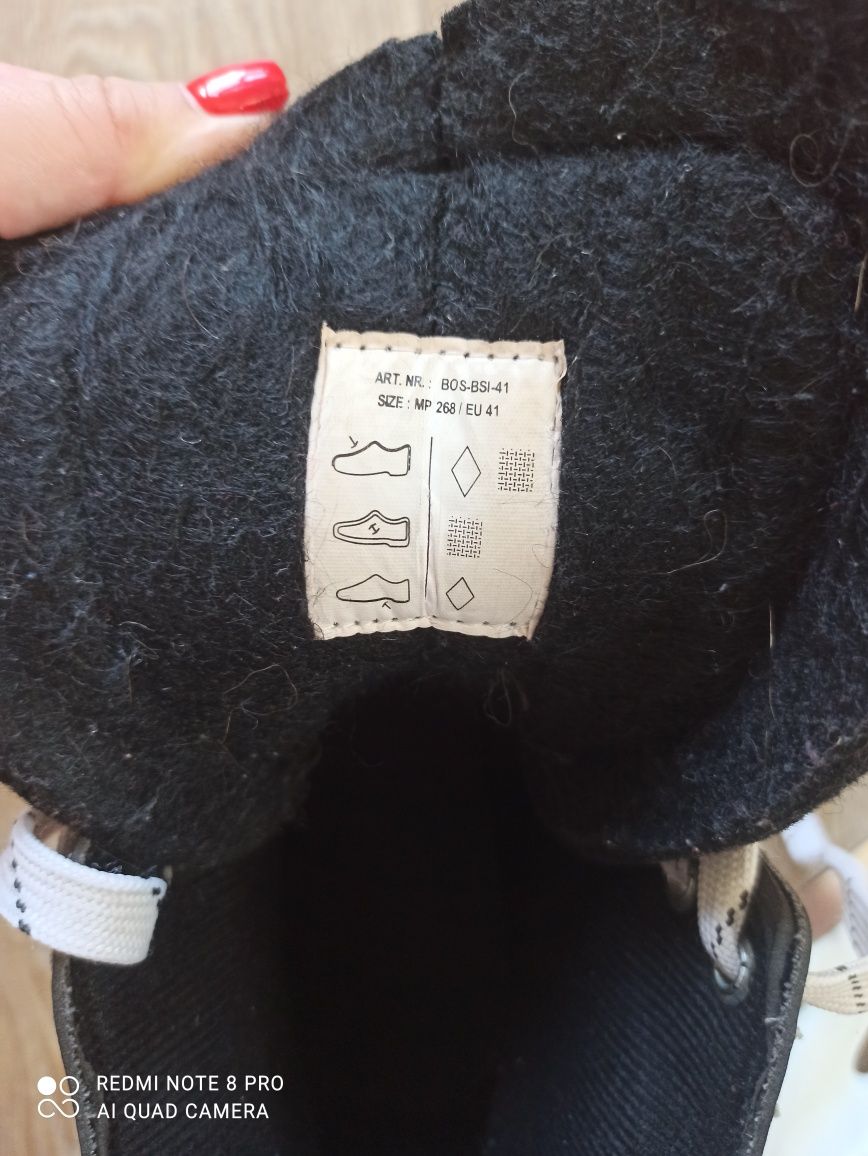 ART. NR. : BOS-BSI-41
SIZE : MP 268 / EU 41
REDMI NOTE 8 PRO
AI QUAD CAMERA